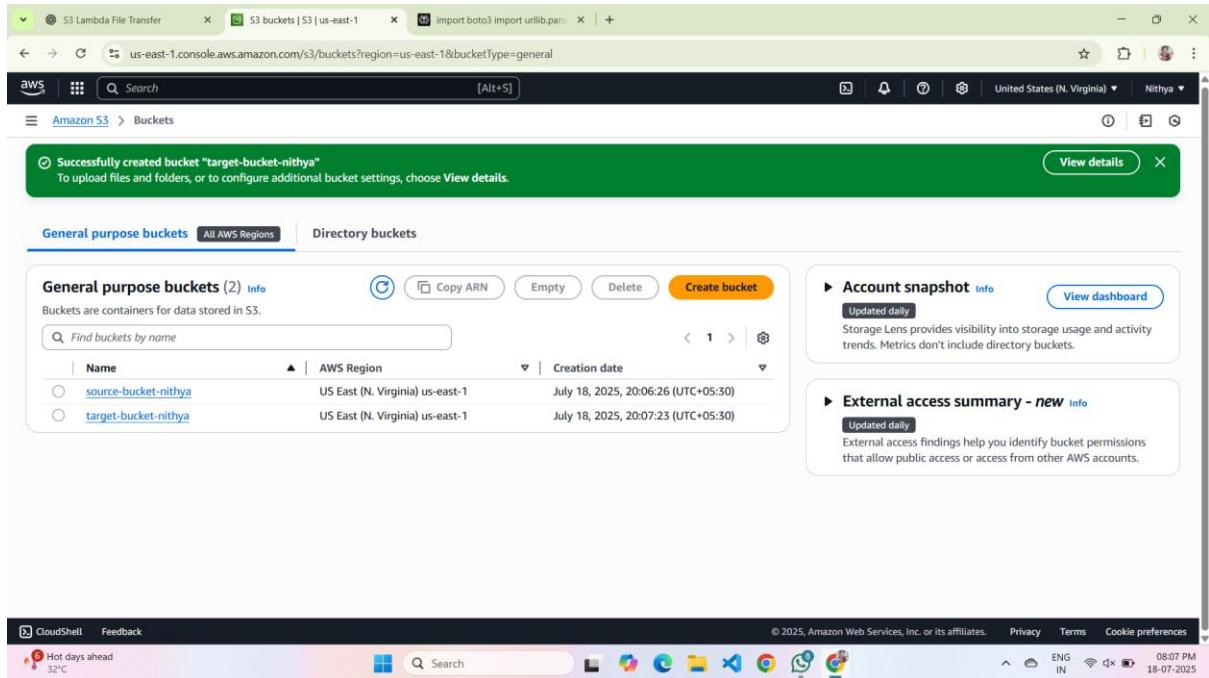 S3 Lambda File Transfer
S3 buckets | S3 | us-east-1
import boto3 import urllib.pars
us-east-1.console.aws.amazon.com/s3/buckets?region=us-east-1&bucketType=general
aws
Search [Alt+S]
United States (N. Virginia)
Nithya
Amazon S3 > Buckets
Successfully created bucket "target-bucket-nithya"
To upload files and folders, or to configure additional bucket settings, choose View details.
View details
General purpose buckets All AWS Regions
Directory buckets
General purpose buckets (2) Info
Copy ARN
Empty
Delete
Create bucket
Buckets are containers for data stored in S3.
Find buckets by name
1
Name AWS Region Creation date
source-bucket-nithya US East (N. Virginia) us-east-1 July 18, 2025, 20:06:26 (UTC+05:30)
target-bucket-nithya US East (N. Virginia) us-east-1 July 18, 2025, 20:07:23 (UTC+05:30)
Account snapshot Info
View dashboard
Updated daily
Storage Lens provides visibility into storage usage and activity
trends. Metrics don't include directory buckets.
External access summary - new Info
Updated daily
External access findings help you identify bucket permissions
that allow public access or access from other AWS accounts.
CloudShell Feedback
© 2025, Amazon Web Services, Inc. or its affiliates. Privacy Terms Cookie preferences
6
Hot days ahead
32°C
Search
ENG
IN
08:07 PM
18-07-2025